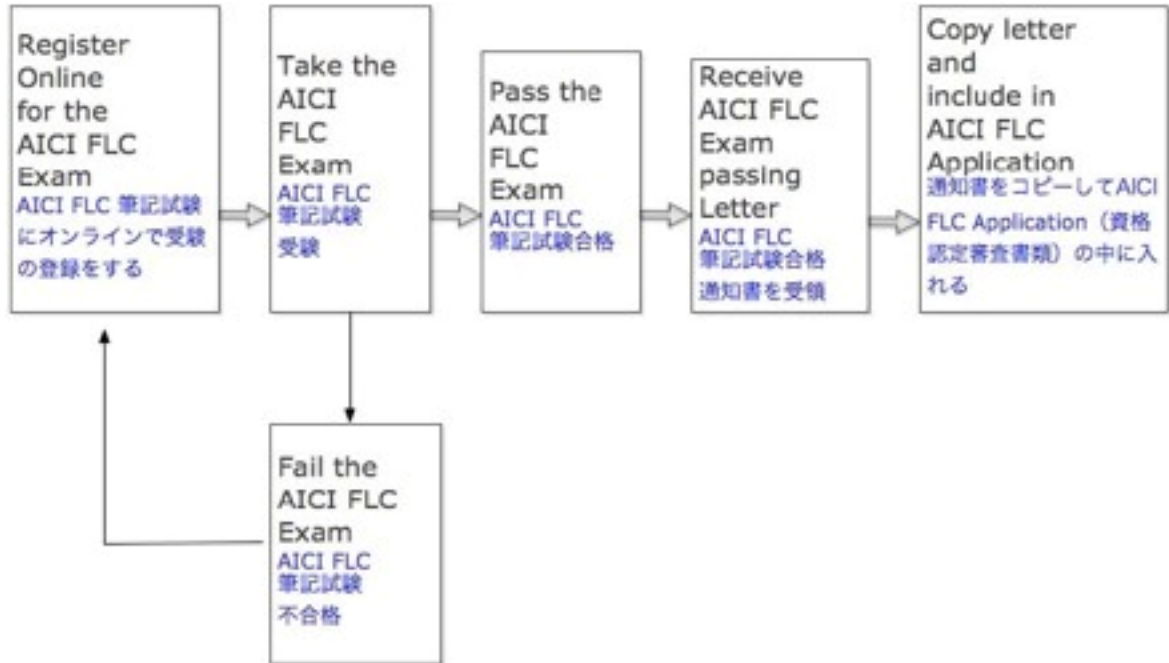 Register
Online
for the
AICI FLC
Exam
AICI FLC 筆記試験
にオンラインで受験
の登録をする
Take the
AICI
FLC
Exam
AICI FLC
筆記試験
受験
Pass the
AICI
FLC
Exam
AICI FLC
筆記試験合格
Receive
AICI FLC
Exam
passing
Letter
AICI FLC
筆記試験合格
通知書を受領
Copy letter
and
include in
AICI FLC
Application
通知書をコピーしてAICI
FLC Application（資格
認定審査書類）の中に入
れる
Fail the
AICI FLC
Exam
AICI FLC
筆記試験
不合格